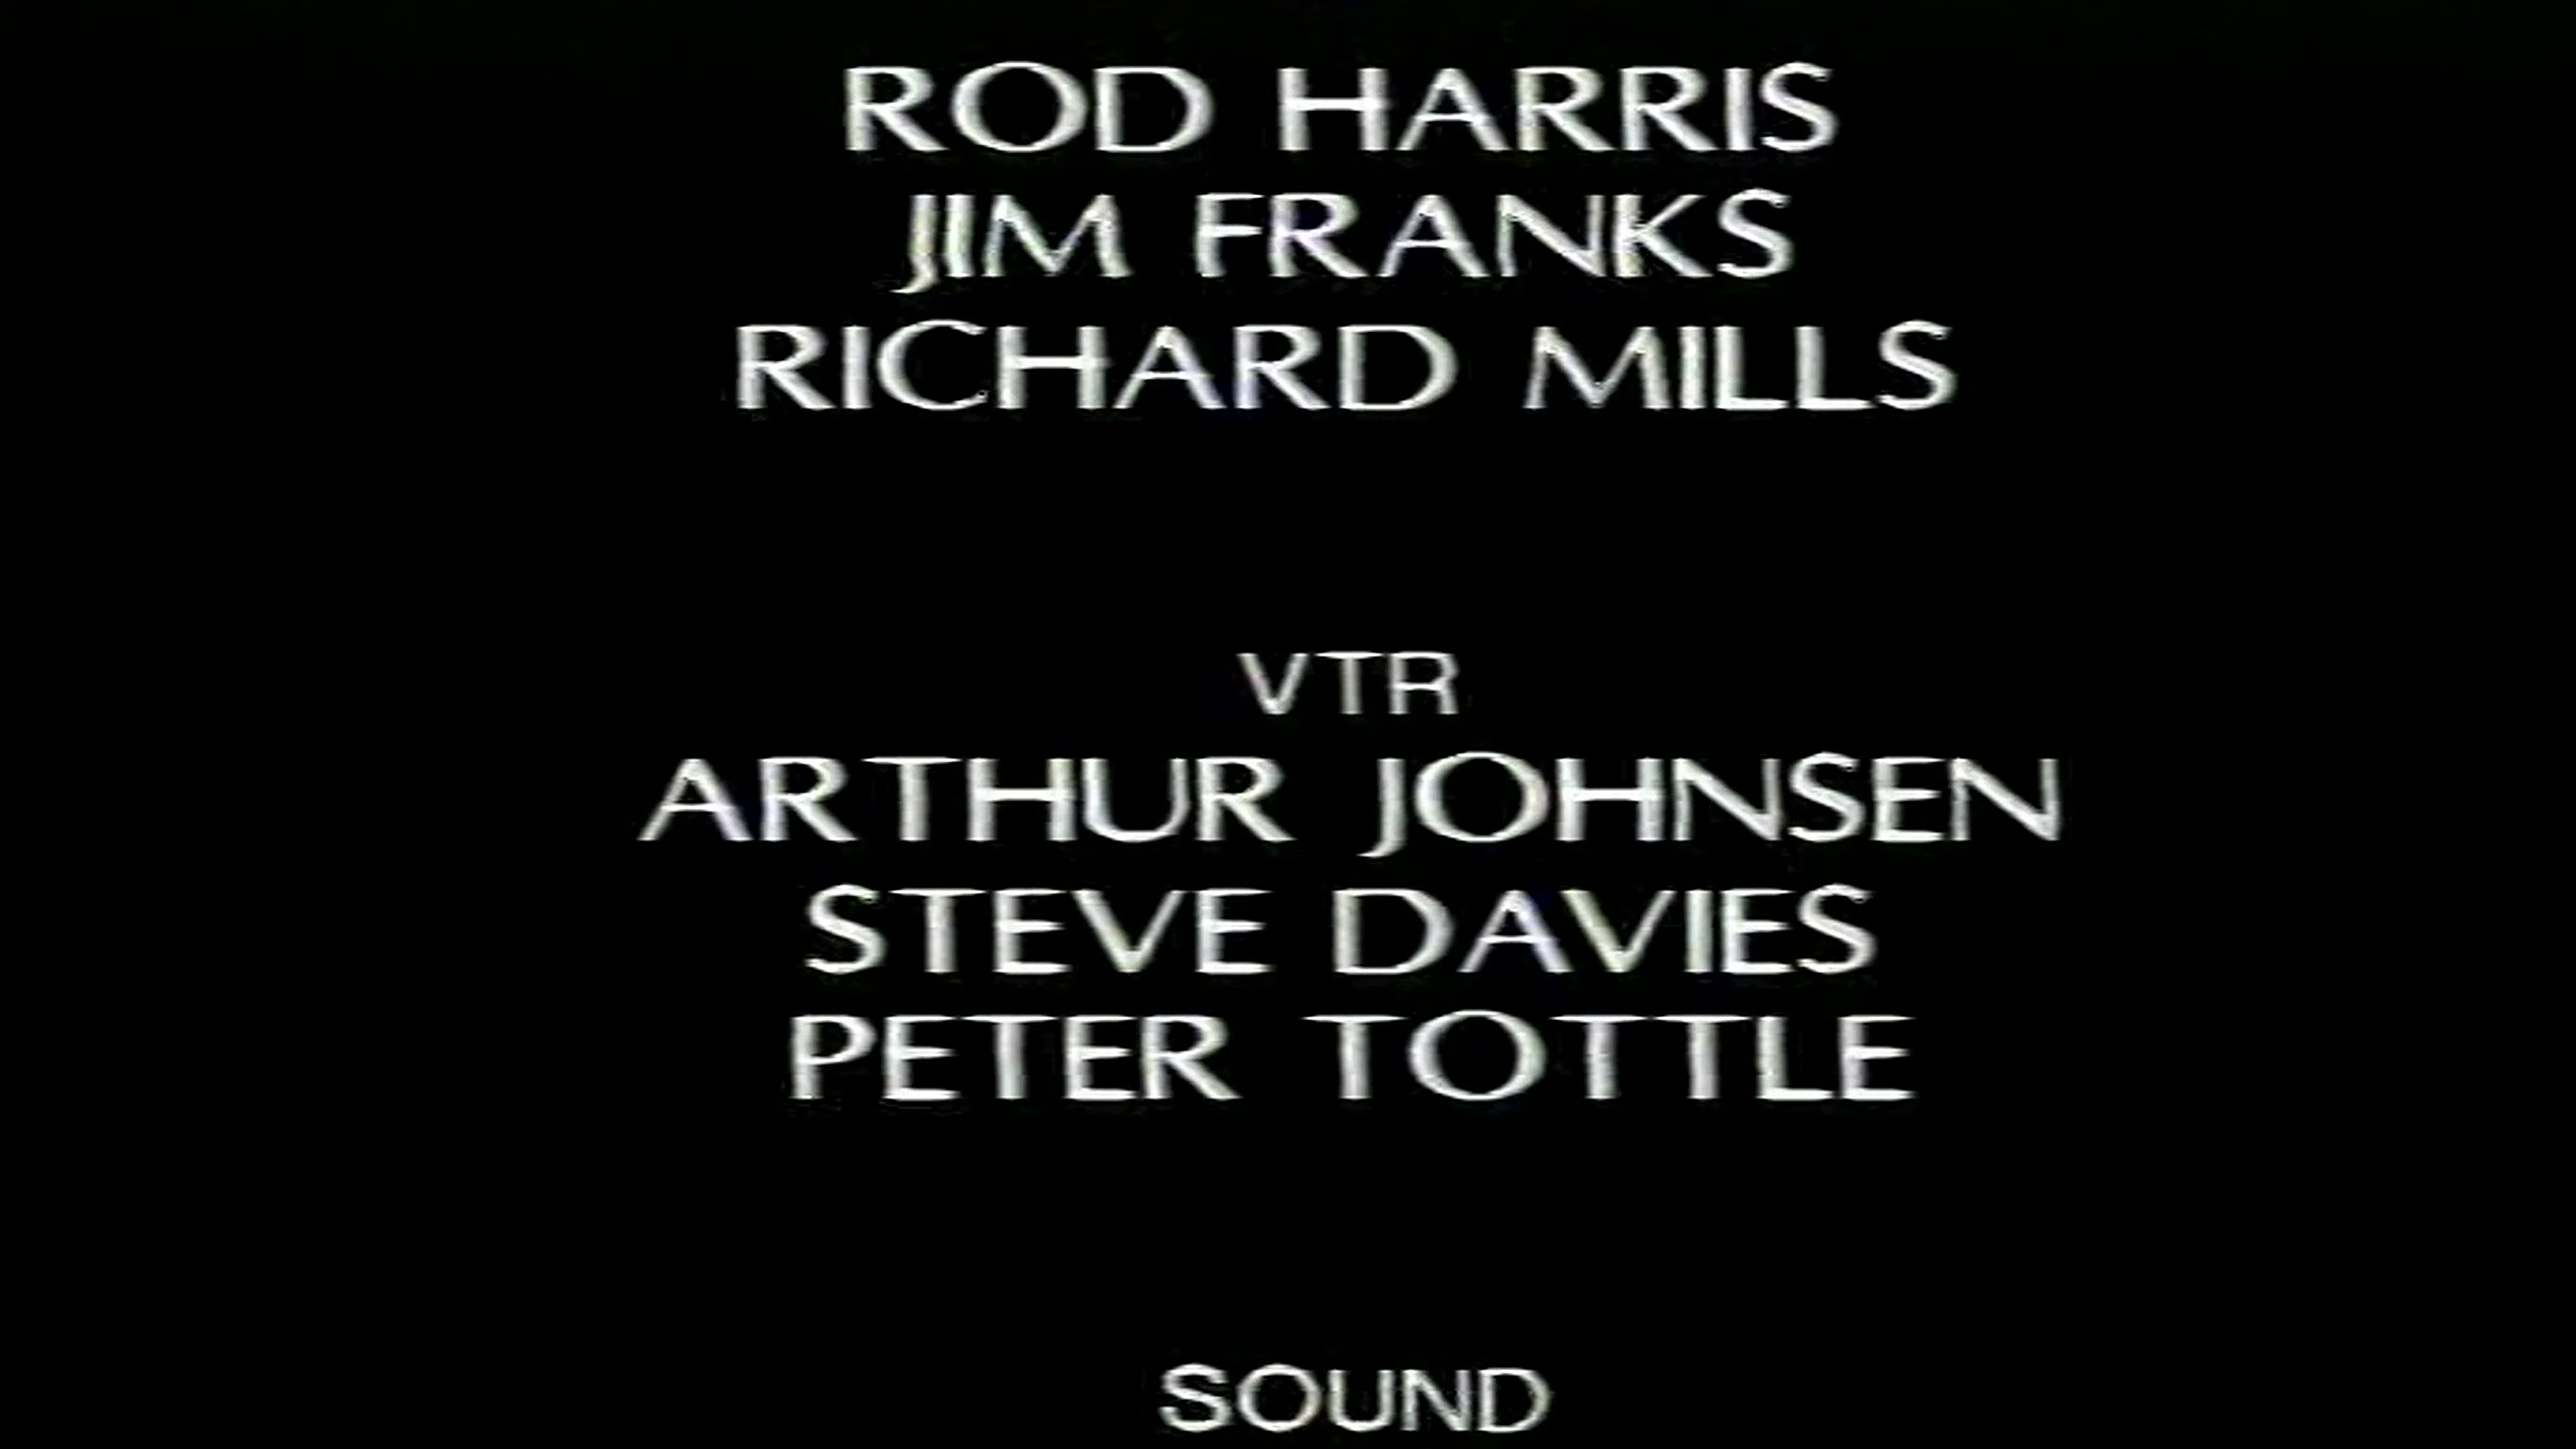 ROD HARRIS
JIM FRANKS
RICHARD MILLS
VTR
ARTHUR JOHNSEN
STEVE DAVIES
PETER TOTTLE
SOUND